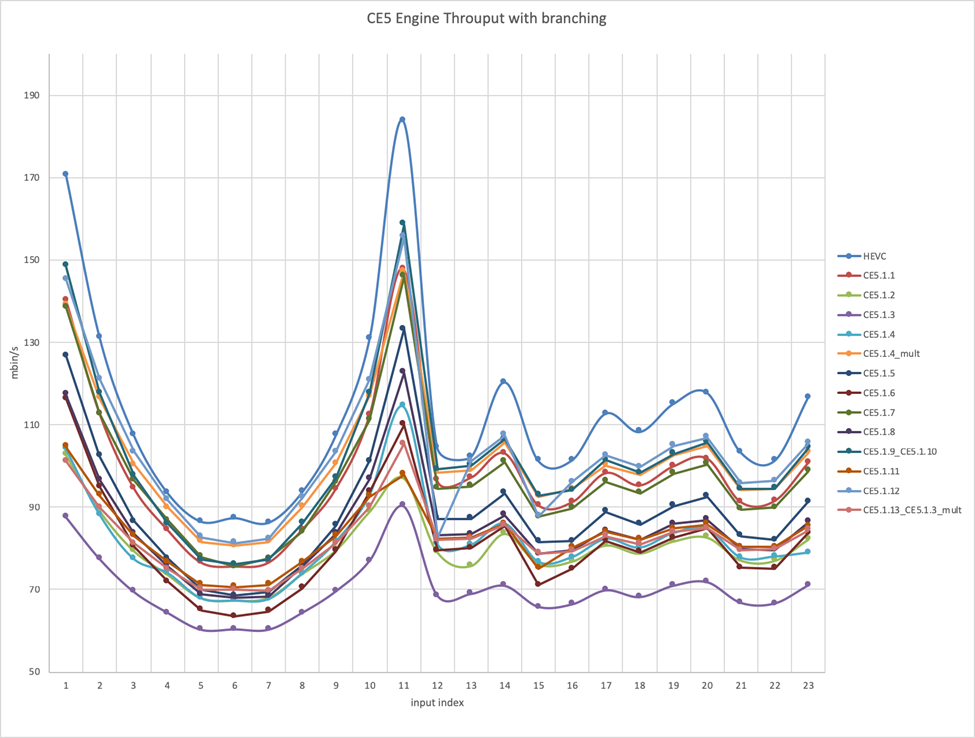 CE5 Engine Throuput with branching
190
170
150
130
110
90
70
50
mbin/s
1 2 3 4 5 6 7 8 9 10 11 12 13 14 15 16 17 18 19 20 21 22 23
input index
HEVC
CE5.1.1
CE5.1.2
CE5.1.3
CE5.1.4
CE5.1.4_mult
CE5.1.5
CE5.1.6
CE5.1.7
CE5.1.8
CE5.1.9_CE5.1.10
CE5.1.11
CE5.1.12
CE5.1.13_CE5.1.3_mult